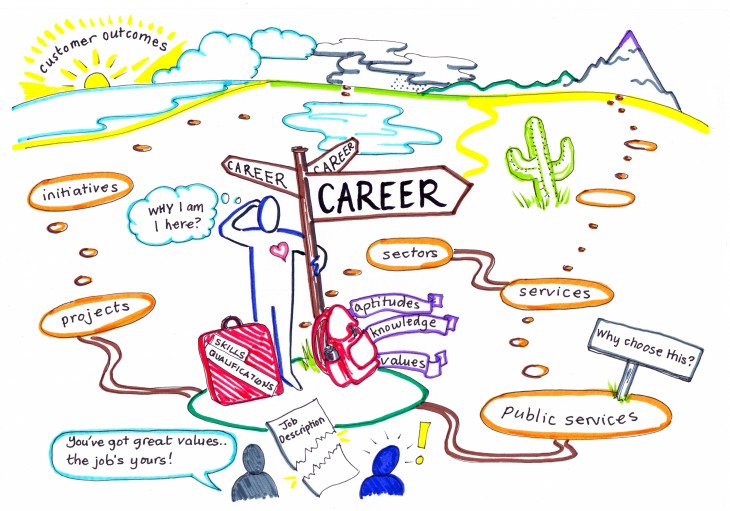 customer outcomes
CAREER
CAREER
CAREER
initiatives
WHY I am
I here?
sectors
services
projects
aptitudes
knowledge
values
SKILLS
QUALIFICATIONS
Why choose this?
Public services
Job
Description
You've got great values..
the job's yours!
!